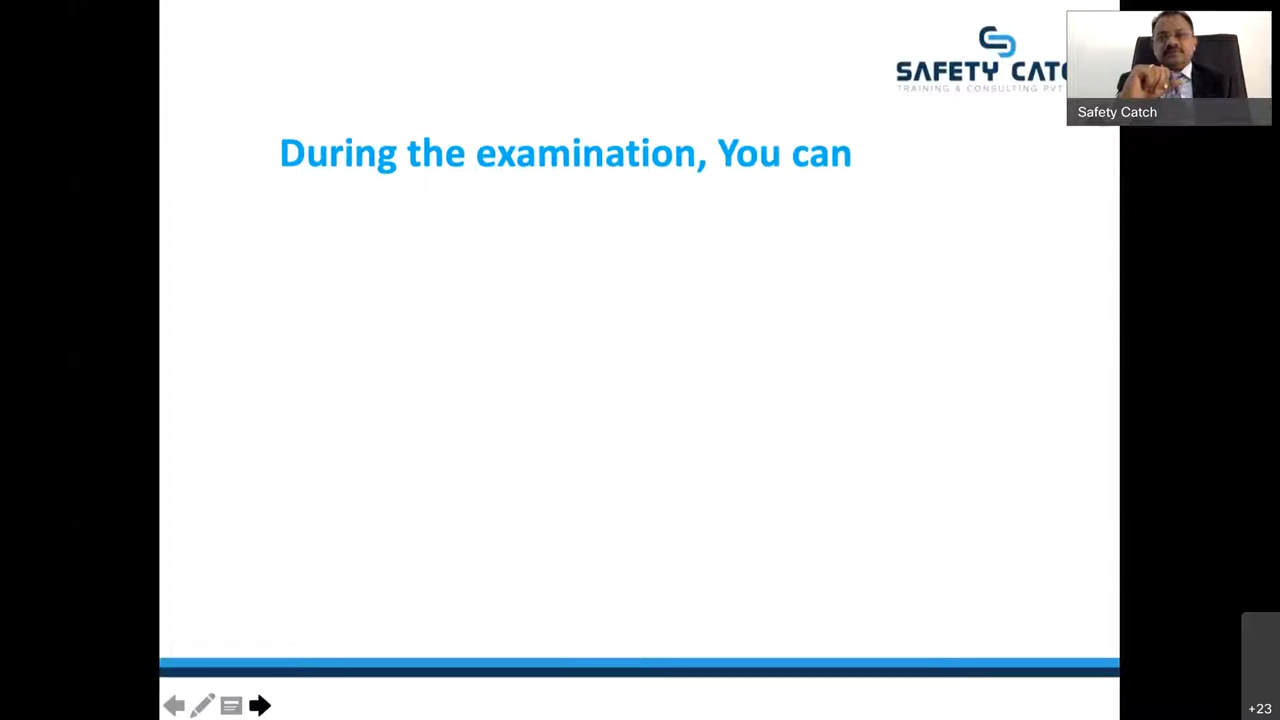 SAFETY CATC
TRAINING & CONSULTING PVT
Safety Catch
During the examination, You can
+23